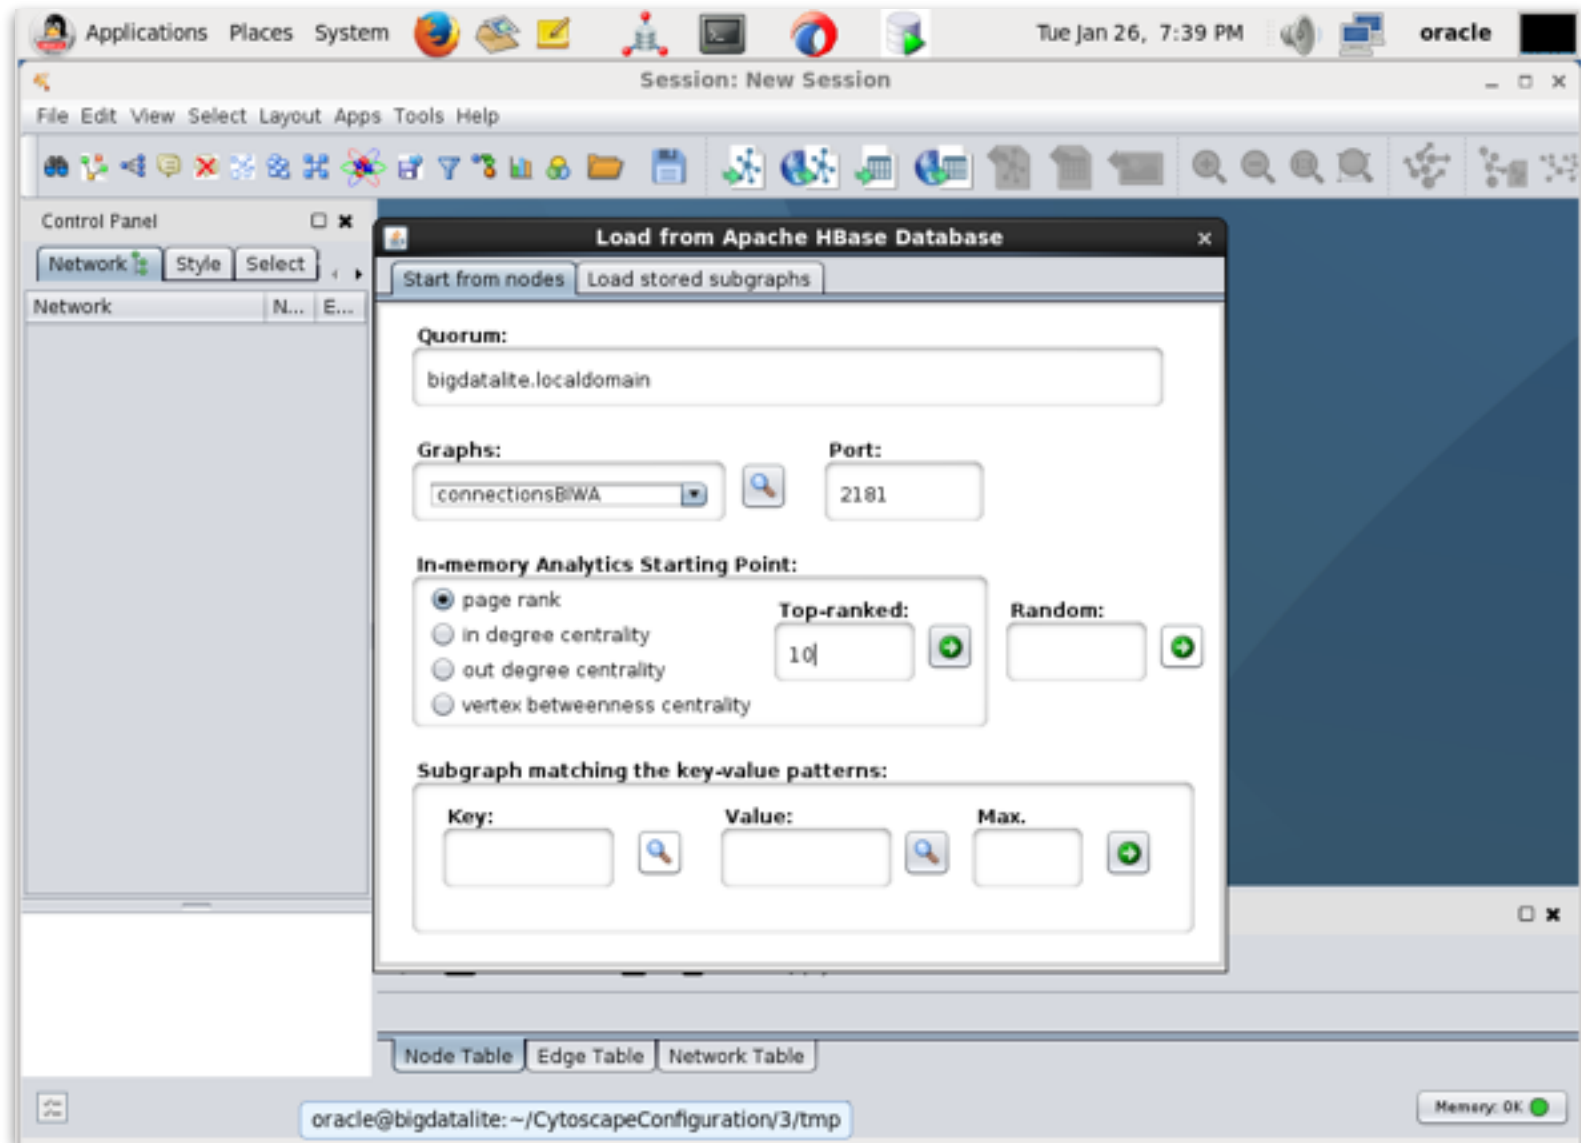 Applications Places System Tue Jan 26, 7:39 PM oracle
Session: New Session
File Edit View Select Layout Apps Tools Help
Control Panel
Network Style Select
Network N... E...
Load from Apache HBase Database
Start from nodes Load stored subgraphs
Quorum:
bigdatalite.localdomain
Graphs: Port:
connectionsBIWA 2181
In-memory Analytics Starting Point:
page rank
in degree centrality
out degree centrality
vertex betweenness centrality
Top-ranked: Random:
10
Subgraph matching the key-value patterns:
Key: Value: Max.
Node Table Edge Table Network Table
oracle@bigdatalite:~/CytoscapeConfiguration/3/tmp
Memory: OK